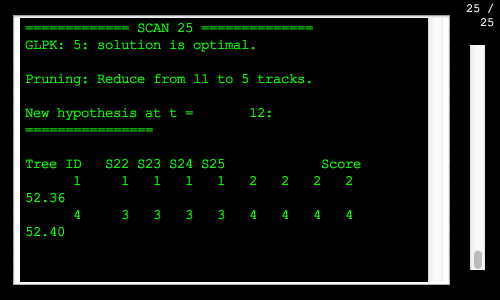 25 /
25
============= SCAN 25 ==============
GLPK: 5: solution is optimal.
Pruning: Reduce from 11 to 5 tracks.
New hypothesis at t =       12:
================
Tree ID   S22 S23 S24 S25            Score
1     1   1   1   1   2   2   2   2
52.36
4     3   3   3   3   4   4   4   4
52.40